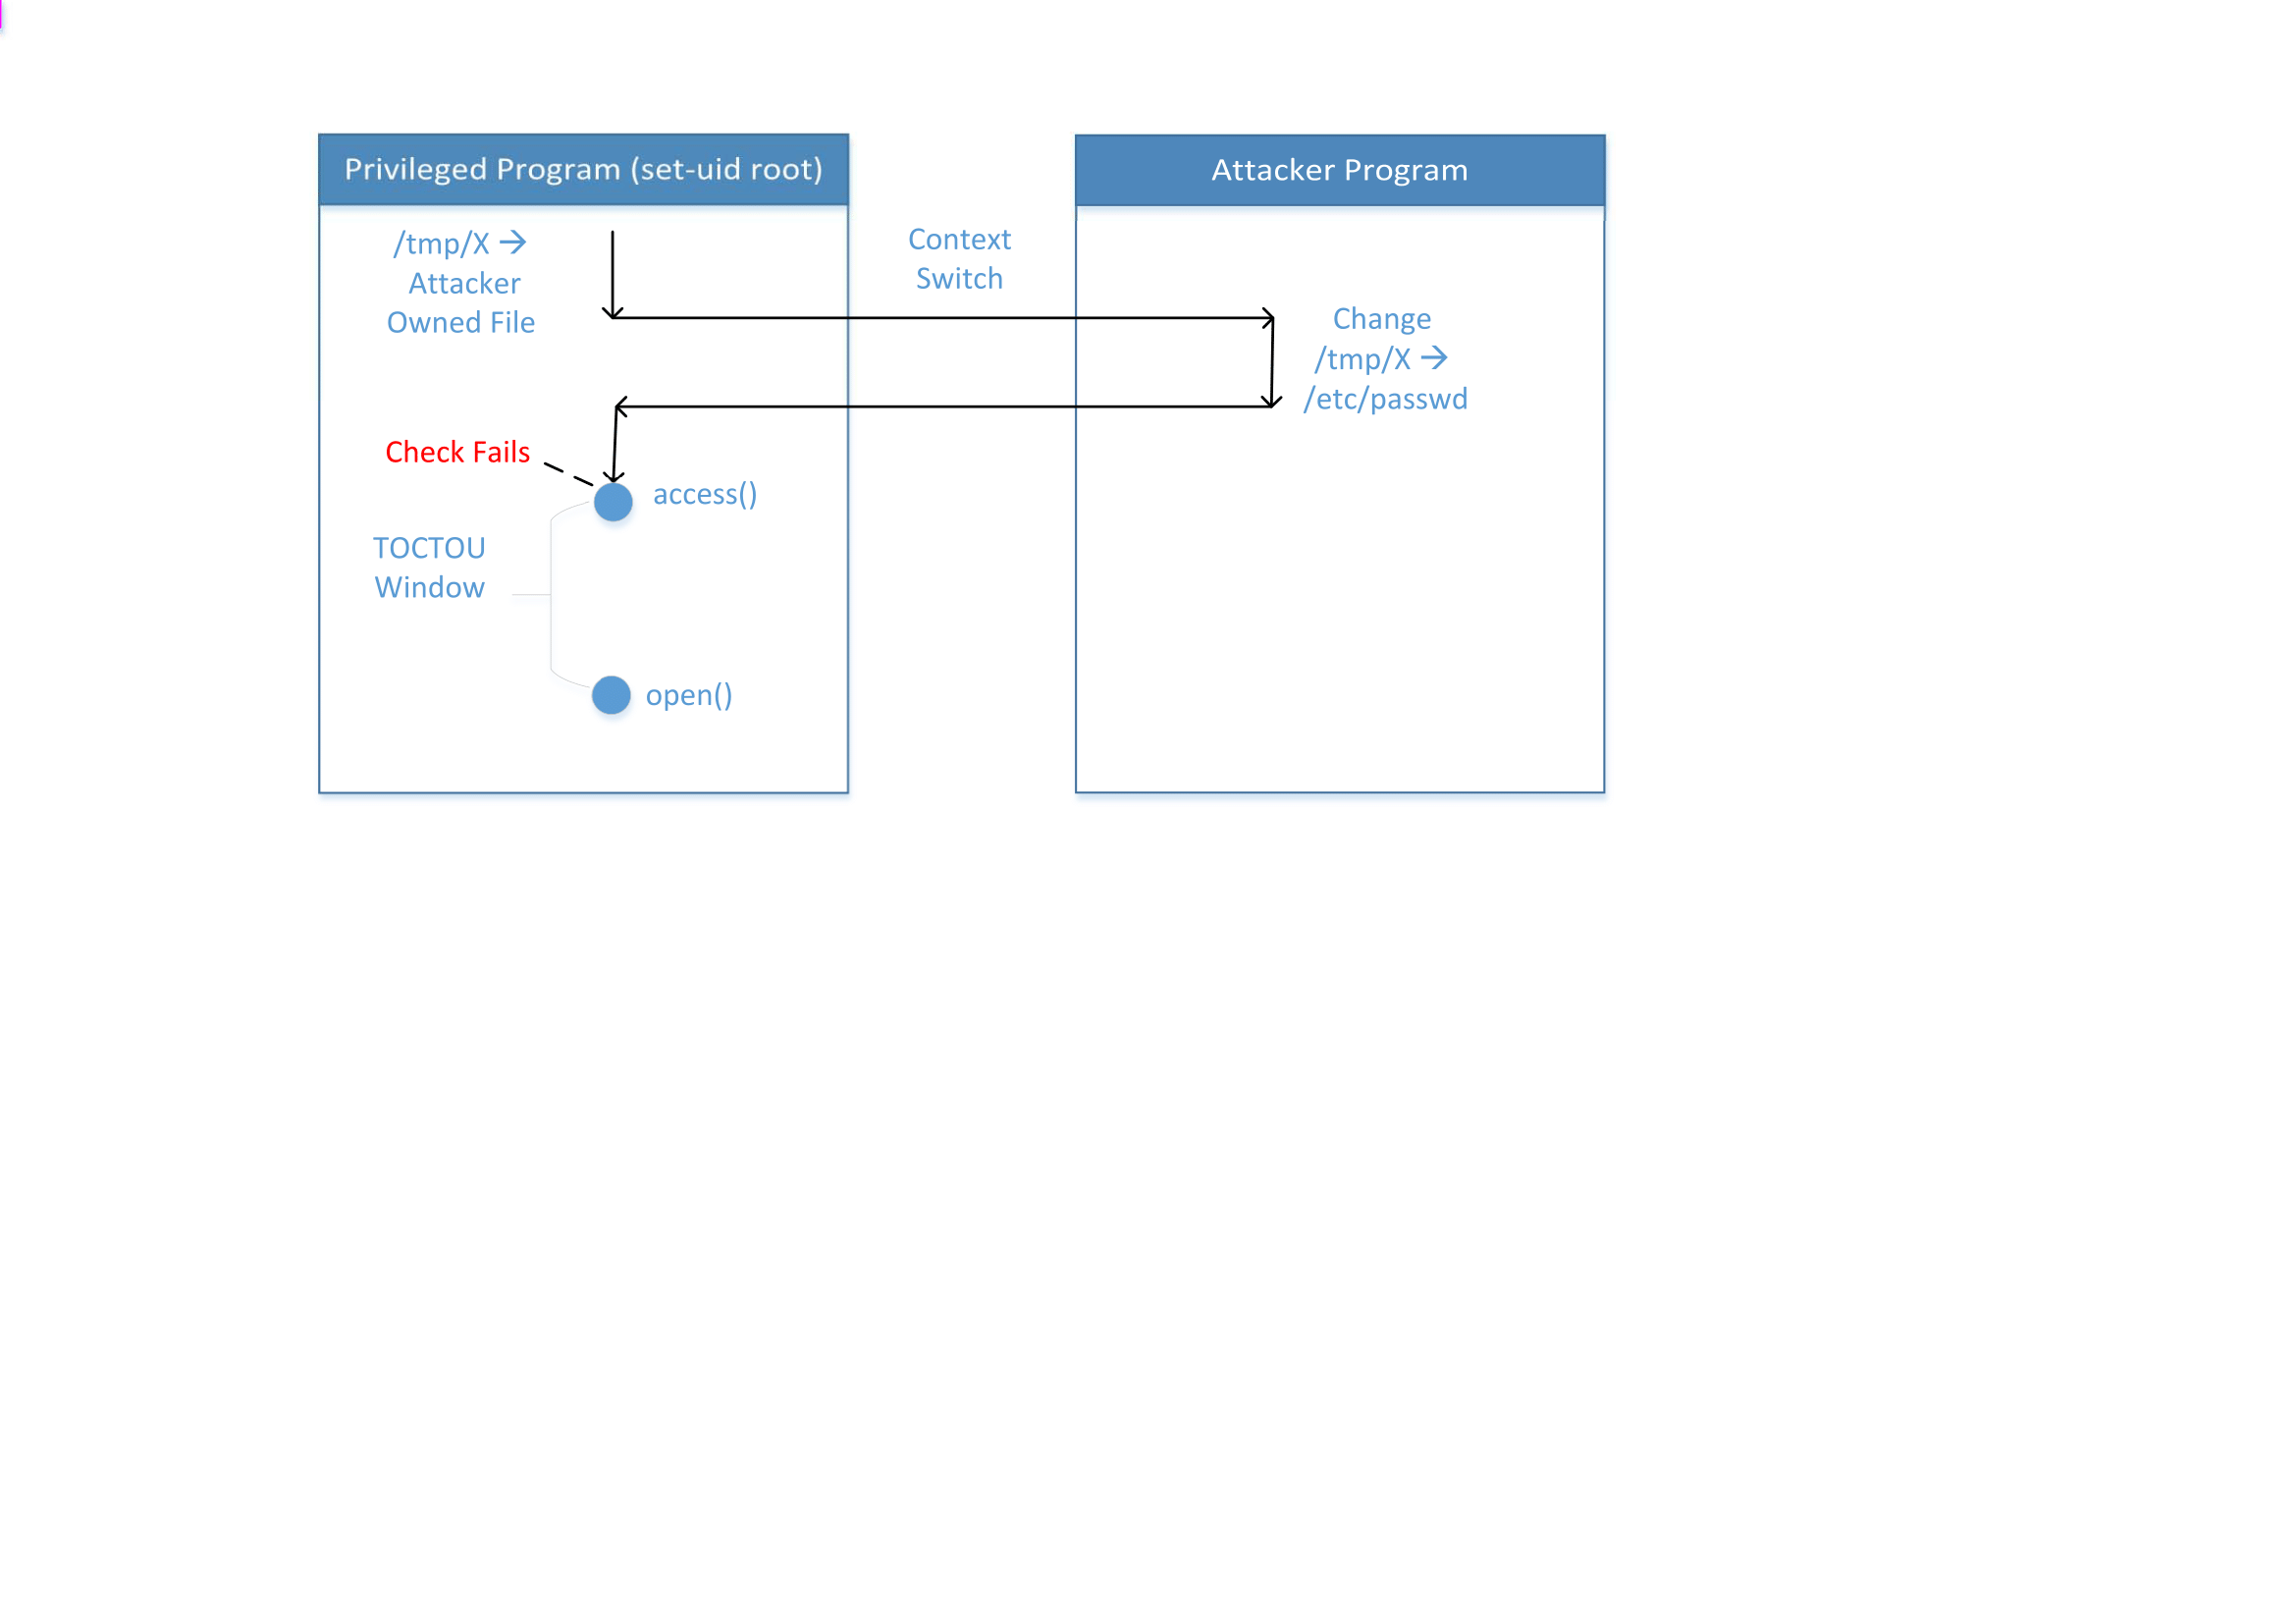 Privileged Program (set-uid root)
/tmp/X →
Attacker
Owned File
Context
Switch
Attacker Program
Change
/tmp/X →
/etc/passwd
Check Fails
access()
TOCTOU
Window
open()